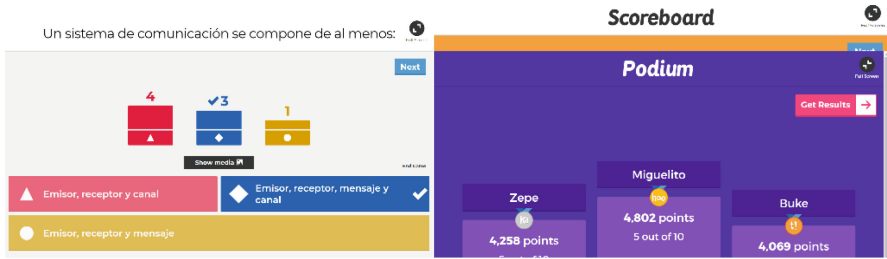 Un sistema de comunicación se compone de al menos:
Next
4
3
1
Show media
Emisor, receptor y canal
Emisor, receptor, mensaje y
canal
Emisor, receptor y mensaje
Scoreboard
Next
Podium
Full Screen
Get Results
Miguelito
Zepe
Buke
4,802 points
5 out of 10
4,258 points
4,069 points